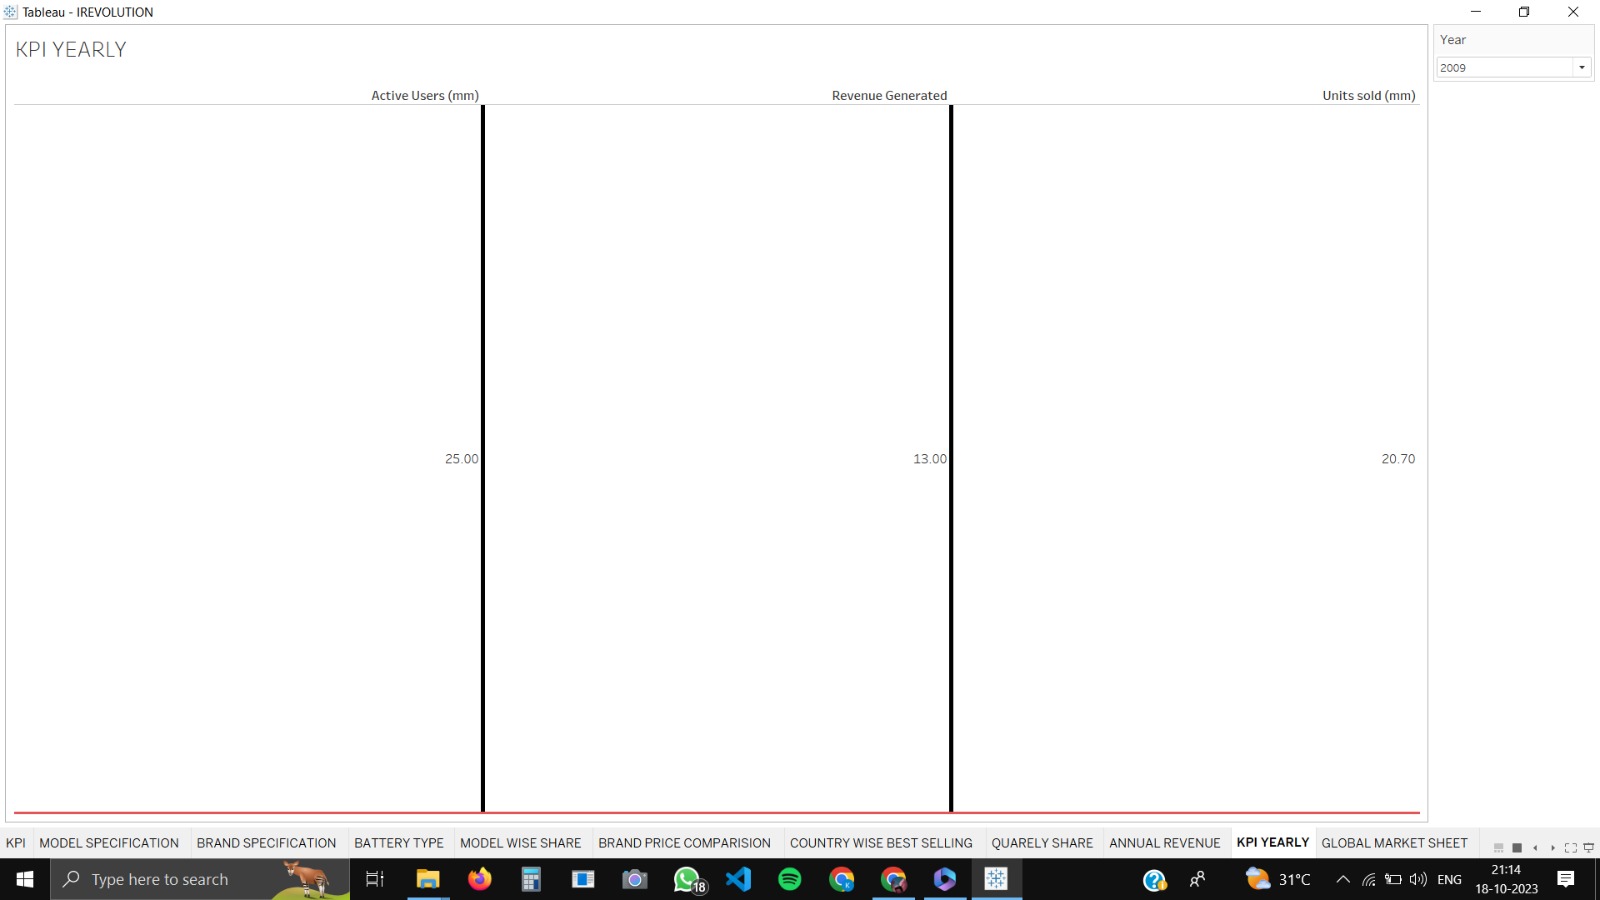 Tableau - IREVOLUTION
KPI YEARLY
Year
2009
Active Users (mm) Revenue Generated Units sold (mm)
25.00 13.00 20.70
KPI MODEL SPECIFICATION BRAND SPECIFICATION BATTERY TYPE MODEL WISE SHARE BRAND PRICE COMPARISION COUNTRY WISE BEST SELLING QUARELY SHARE ANNUAL REVENUE KPI YEARLY GLOBAL MARKET SHEET
Type here to search 18 31°C ENG 21:14
18-10-2023